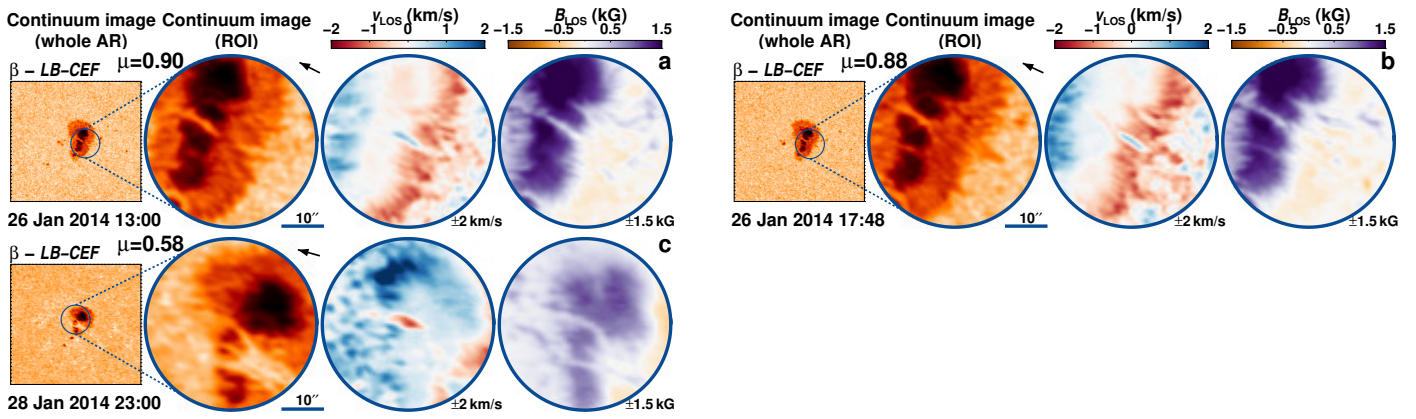 Continuum image (whole AR)
Continuum image (ROI)
v_LOS (km/s)
−2 −1 0 1 2
B_LOS (kG)
−1.5 −0.5 0.5 1.5
β − LB−CEF
μ=0.90
a
26 Jan 2014 13:00
10″
±2 km/s
±1.5 kG
Continuum image (whole AR)
Continuum image (ROI)
v_LOS (km/s)
−2 −1 0 1 2
B_LOS (kG)
−1.5 −0.5 0.5 1.5
β − LB−CEF
μ=0.88
b
26 Jan 2014 17:48
10″
±2 km/s
±1.5 kG
β − LB−CEF
μ=0.58
c
28 Jan 2014 23:00
10″
±2 km/s
±1.5 kG